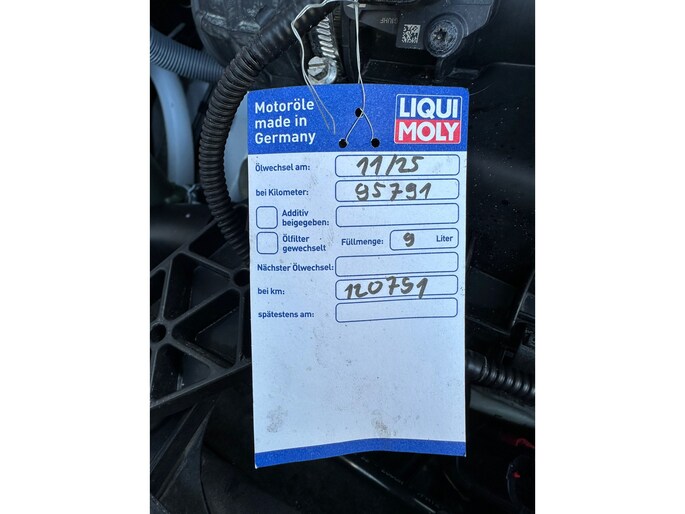 Motoröle
made in
Germany
LIQUI
MOLY
Ölwechsel am: 11/25
bei Kilometer: 95791
Additiv
beigegeben:
Ölfilter
gewechselt
Füllmenge: 9 Liter
Nächster Ölwechsel:
bei km: 120791
spätestens am: